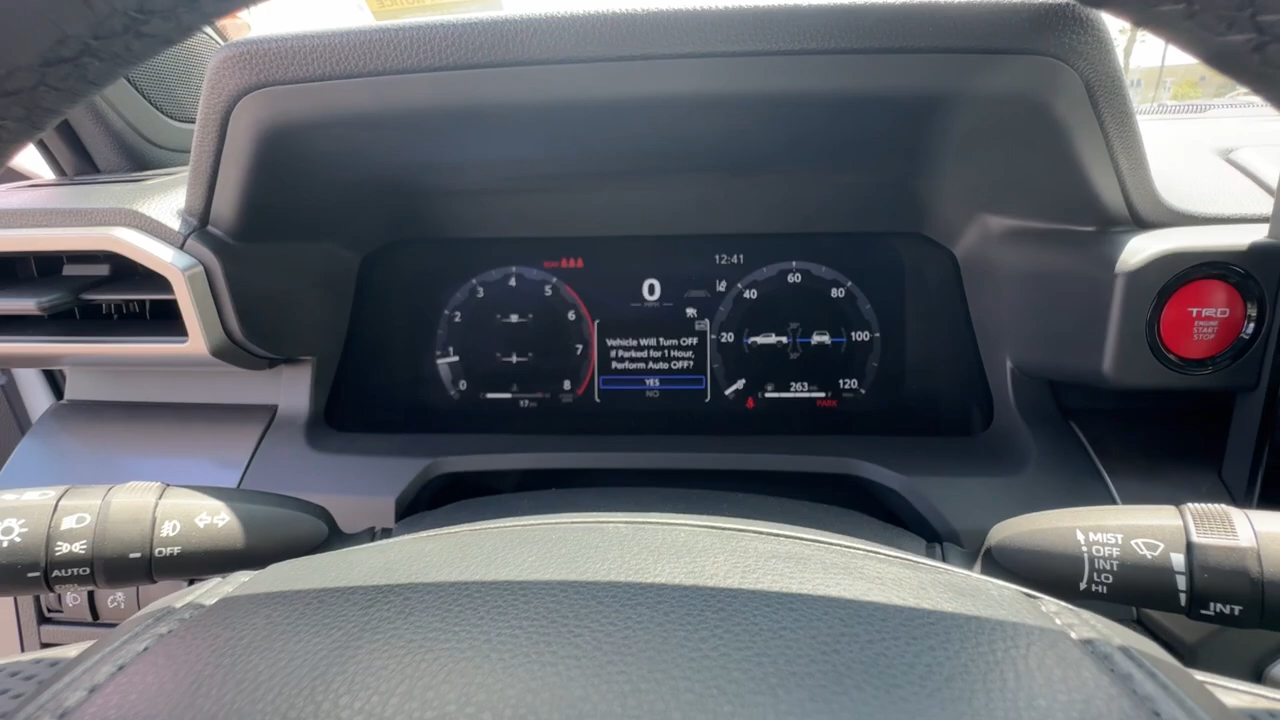 NOTICE
12:41
0
MPH
0
1
2
3
4
5
6
7
8
20
40
60
80
100
120
Vehicle Will Turn OFF
if Parked for 1 Hour,
Perform Auto OFF?
YES
NO
E
263
F
PARK
TRD
ENGINE
START
STOP
OFF
AUTO
MIST
OFF
INT
LO
HI
INT